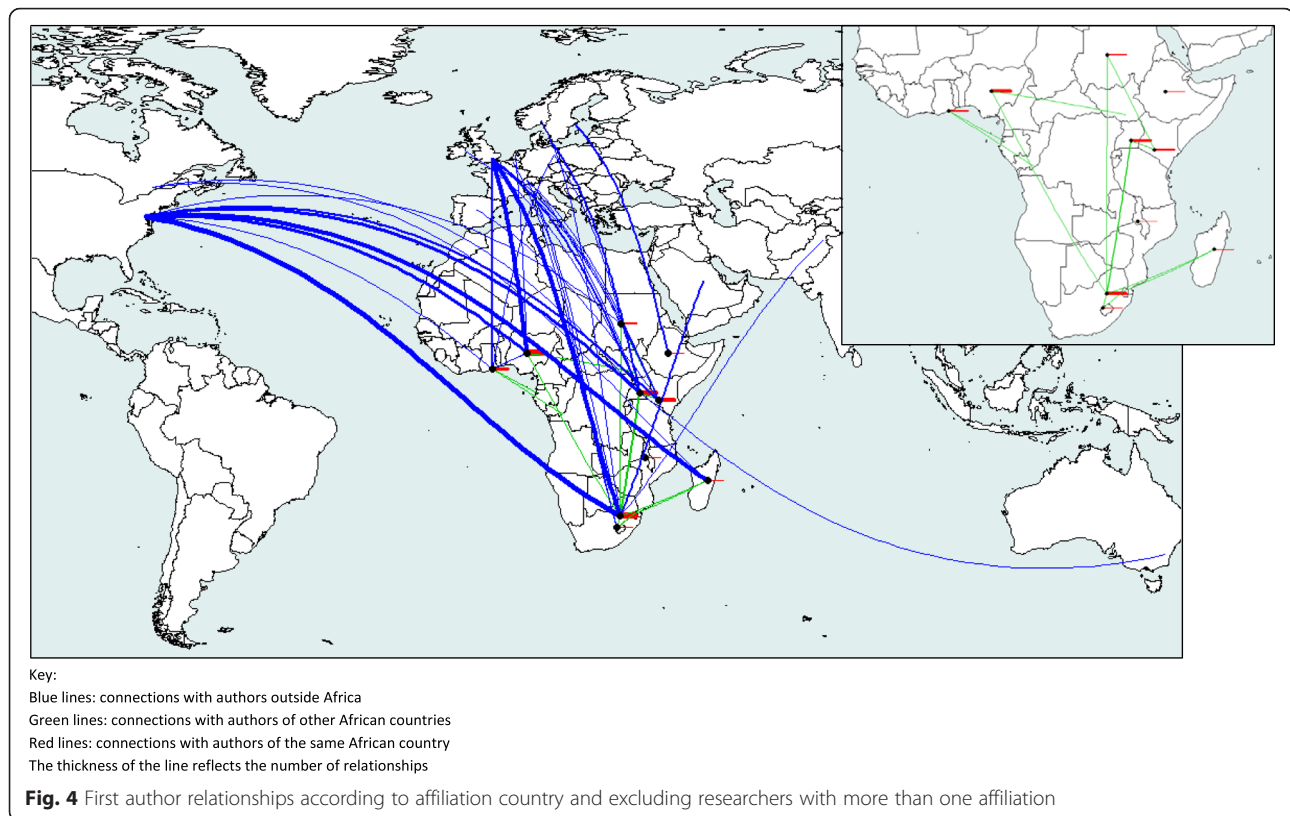 Key:
Blue lines: connections with authors outside Africa
Green lines: connections with authors of other African countries
Red lines: connections with authors of the same African country
The thickness of the line reflects the number of relationships
Fig. 4 First author relationships according to affiliation country and excluding researchers with more than one affiliation